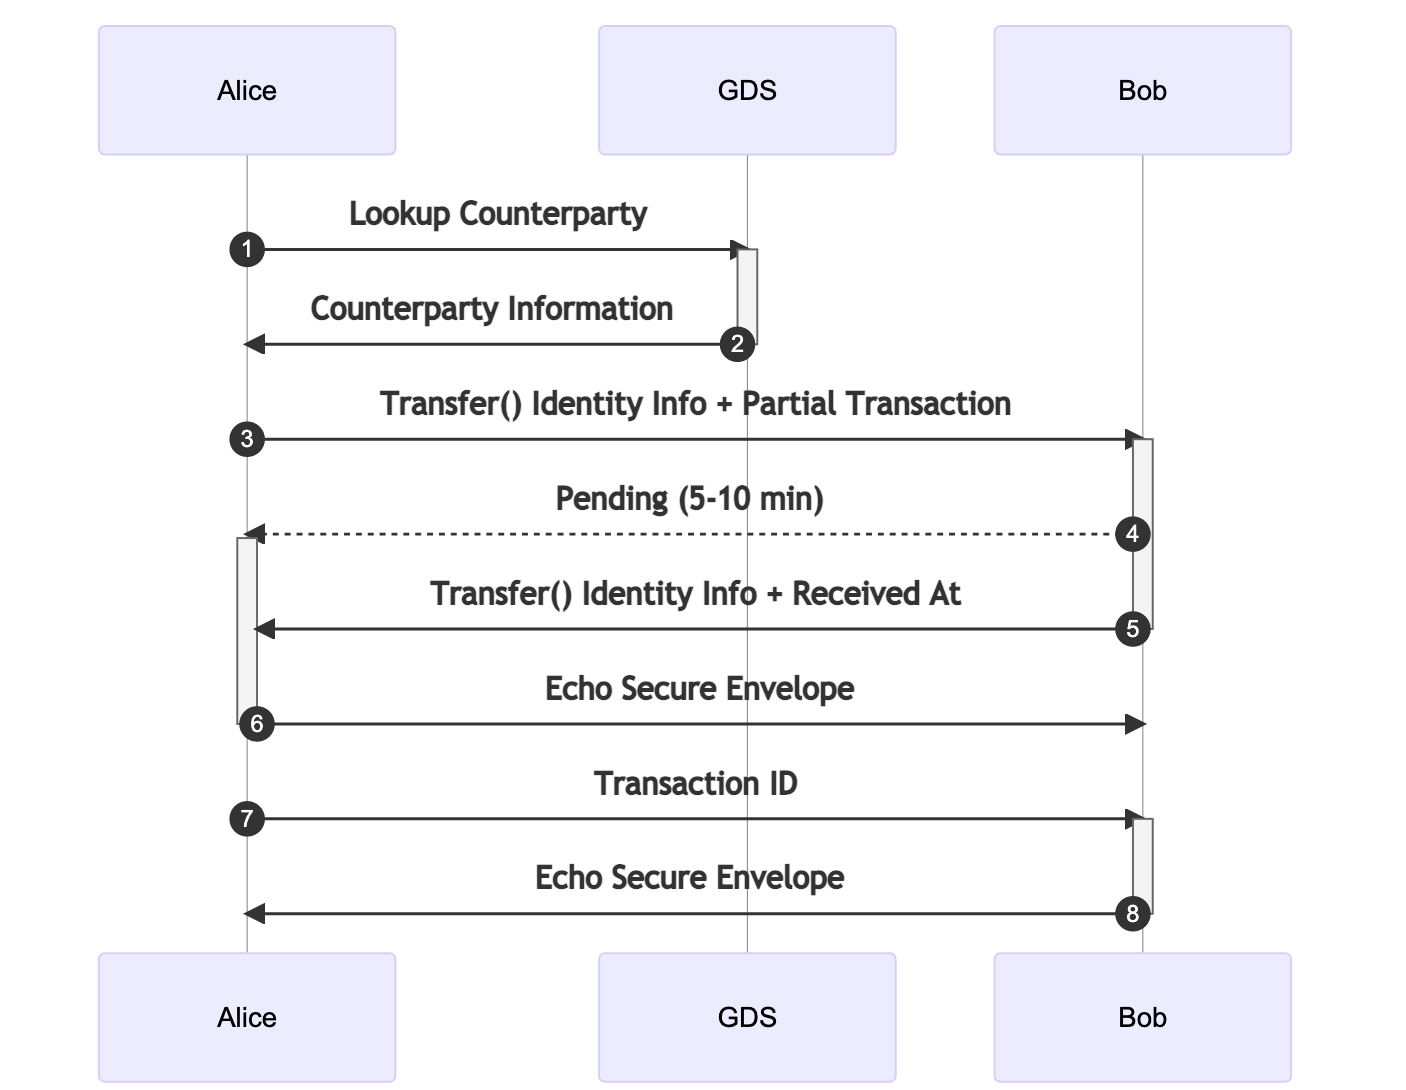 Alice
GDS
Bob
Lookup Counterparty
1
Counterparty Information
2
Transfer() Identity Info + Partial Transaction
3
Pending (5-10 min)
4
Transfer() Identity Info + Received At
5
Echo Secure Envelope
6
Transaction ID
7
Echo Secure Envelope
8
Alice
GDS
Bob